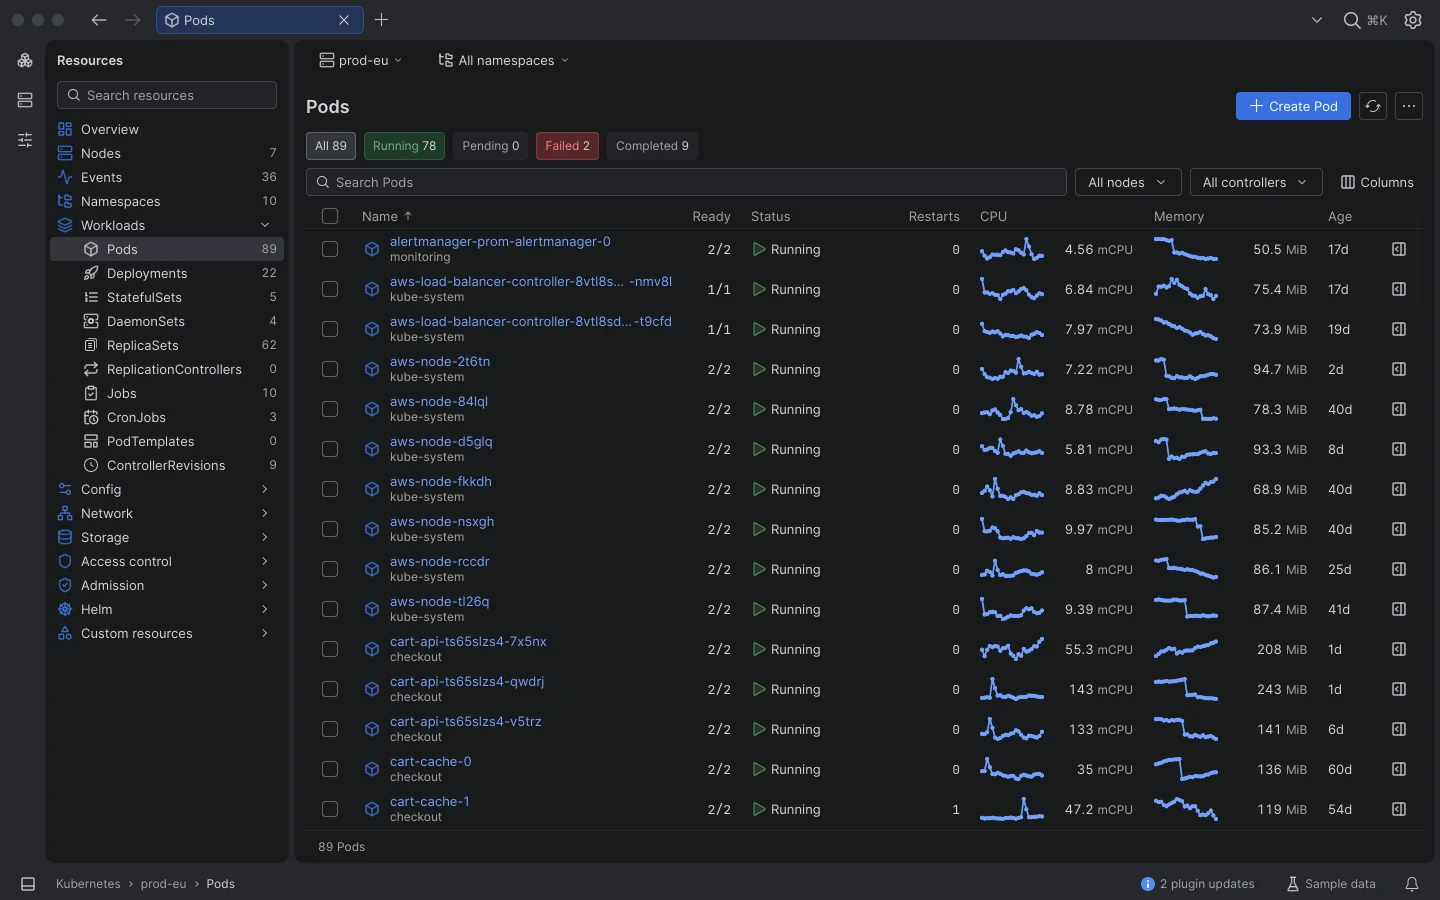 Pods
⌘K
Resources
Search resources
Overview
Nodes 7
Events 36
Namespaces 10
Workloads
Pods 89
Deployments 22
StatefulSets 5
DaemonSets 4
ReplicaSets 62
ReplicationControllers 0
Jobs 10
CronJobs 3
PodTemplates 0
ControllerRevisions 9
Config
Network
Storage
Access control
Admission
Helm
Custom resources
prod-eu All namespaces
Pods
Create Pod
All 89 Running 78 Pending 0 Failed 2 Completed 9
Search Pods All nodes All controllers Columns
Name ↑ Ready Status Restarts CPU Memory Age
alertmanager-prom-alertmanager-0
monitoring
2/2 Running 0 4.56 mCPU 50.5 MiB 17d
aws-load-balancer-controller-8vtl8s... -nmv8l
kube-system
1/1 Running 0 6.84 mCPU 75.4 MiB 17d
aws-load-balancer-controller-8vtl8sd...-t9cfd
kube-system
1/1 Running 0 7.97 mCPU 73.9 MiB 19d
aws-node-2t6tn
kube-system
2/2 Running 0 7.22 mCPU 94.7 MiB 2d
aws-node-84lql
kube-system
2/2 Running 0 8.78 mCPU 78.3 MiB 40d
aws-node-d5glq
kube-system
2/2 Running 0 5.81 mCPU 93.3 MiB 8d
aws-node-fkkdh
kube-system
2/2 Running 0 8.83 mCPU 68.9 MiB 40d
aws-node-nsxgh
kube-system
2/2 Running 0 9.97 mCPU 85.2 MiB 40d
aws-node-rccdr
kube-system
2/2 Running 0 8 mCPU 86.1 MiB 25d
aws-node-tl26q
kube-system
2/2 Running 0 9.39 mCPU 87.4 MiB 41d
cart-api-ts65slzs4-7x5nx
checkout
2/2 Running 0 55.3 mCPU 208 MiB 1d
cart-api-ts65slzs4-qwdrj
checkout
2/2 Running 0 143 mCPU 243 MiB 1d
cart-api-ts65slzs4-v5trz
checkout
2/2 Running 0 133 mCPU 141 MiB 6d
cart-cache-0
checkout
2/2 Running 0 35 mCPU 136 MiB 60d
cart-cache-1
checkout
2/2 Running 1 47.2 mCPU 119 MiB 54d
89 Pods
Kubernetes › prod-eu › Pods
2 plugin updates Sample data